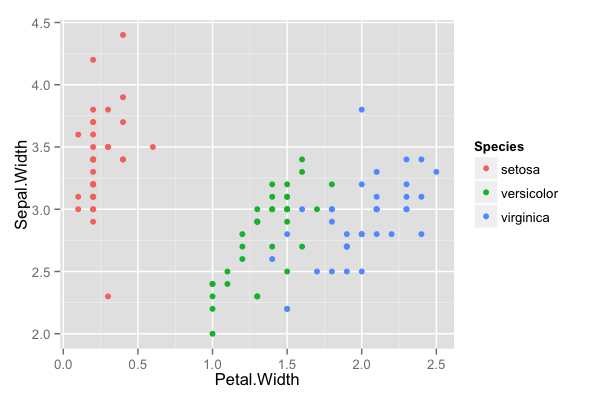 4.5
4.0
3.5
3.0
2.5
2.0
Sepal.Width
0.0 0.5 1.0 1.5 2.0 2.5
Petal.Width
Species
setosa
versicolor
virginica